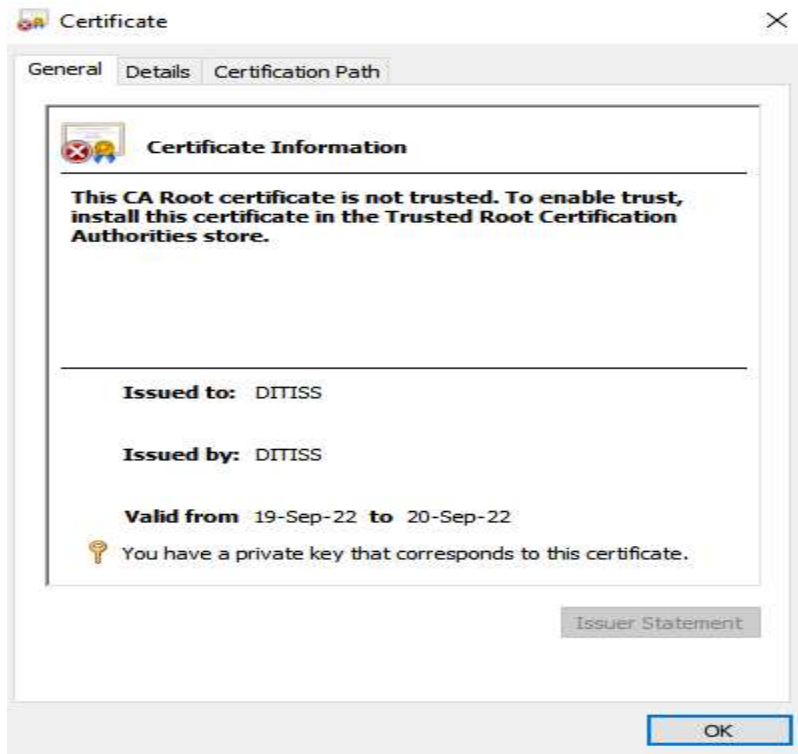 Certificate
General Details Certification Path
Certificate Information
This CA Root certificate is not trusted. To enable trust,
install this certificate in the Trusted Root Certification
Authorities store.
Issued to: DITISS
Issued by: DITISS
Valid from 19-Sep-22 to 20-Sep-22
You have a private key that corresponds to this certificate.
Issuer Statement
OK